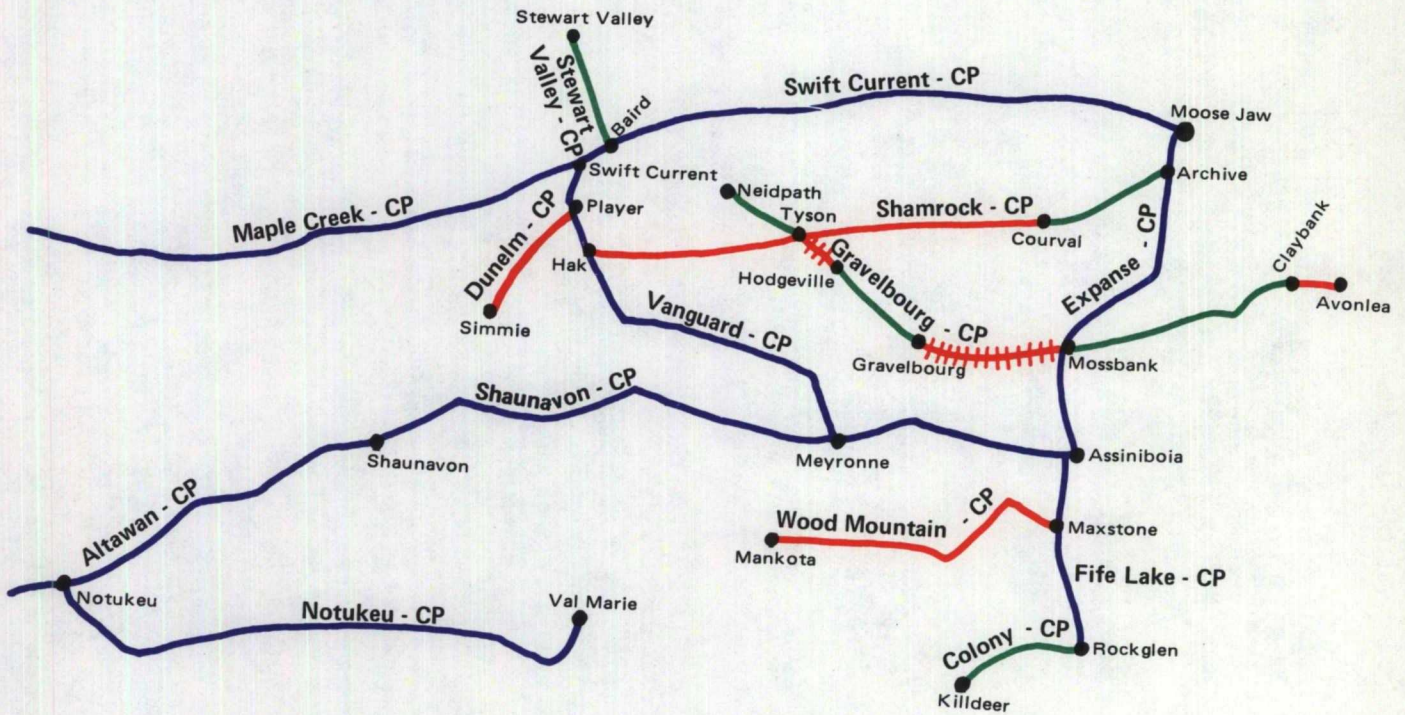 Stewart Valley
Stewart
Valley - CP
Baird
Swift Current - CP
Moose Jaw
Swift Current
Archive
Neidpath
Player
Tyson
Shamrock - CP
Maple Creek - CP
Dunelm - CP
Courval
Hak
Hodgeville
Gravelbourg - CP
Expanse - CP
Claybank
Avonlea
Simmie
Vanguard - CP
Gravelbourg
Mossbank
Shaunavon - CP
Shaunavon
Meyronne
Assiniboia
Altawan - CP
Wood Mountain - CP
Maxstone
Mankota
Fife Lake - CP
Notukeu
Notukeu - CP
Val Marie
Colony - CP
Rockglen
Killdeer